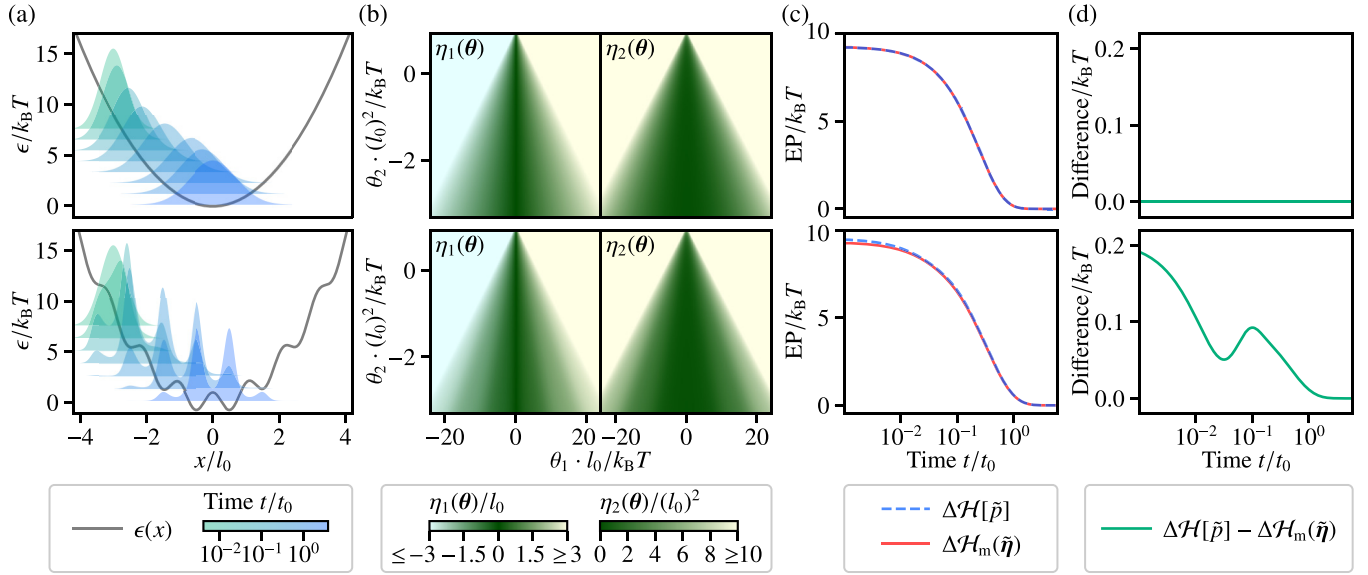 (a) (b) (c) (d)
15
10
5
0
ϵ/k_BT
η₁(θ) η₂(θ)
0
−2
θ₂ · (l₀)²/k_BT
10
5
0
EP/k_BT
0.2
0.1
0.0
Difference/k_BT
15
10
5
0
ϵ/k_BT
−4 −2 0 2 4
x/l₀
η₁(θ) η₂(θ)
0
−2
θ₂ · (l₀)²/k_BT
−20 0 20 −20 0 20
θ₁ · l₀/k_BT
10
5
0
EP/k_BT
10⁻² 10⁻¹ 10⁰
Time t/t₀
0.2
0.1
0.0
Difference/k_BT
10⁻² 10⁻¹ 10⁰
Time t/t₀
ϵ(x)
Time t/t₀
10⁻² 10⁻¹ 10⁰
η₁(θ)/l₀
≤−3 −1.5 0 1.5 ≥3
η₂(θ)/(l₀)²
0 2 4 6 8 ≥10
Δℋ[p̃]
Δℋ_m(η̃)
Δℋ[p̃] − Δℋ_m(η̃)